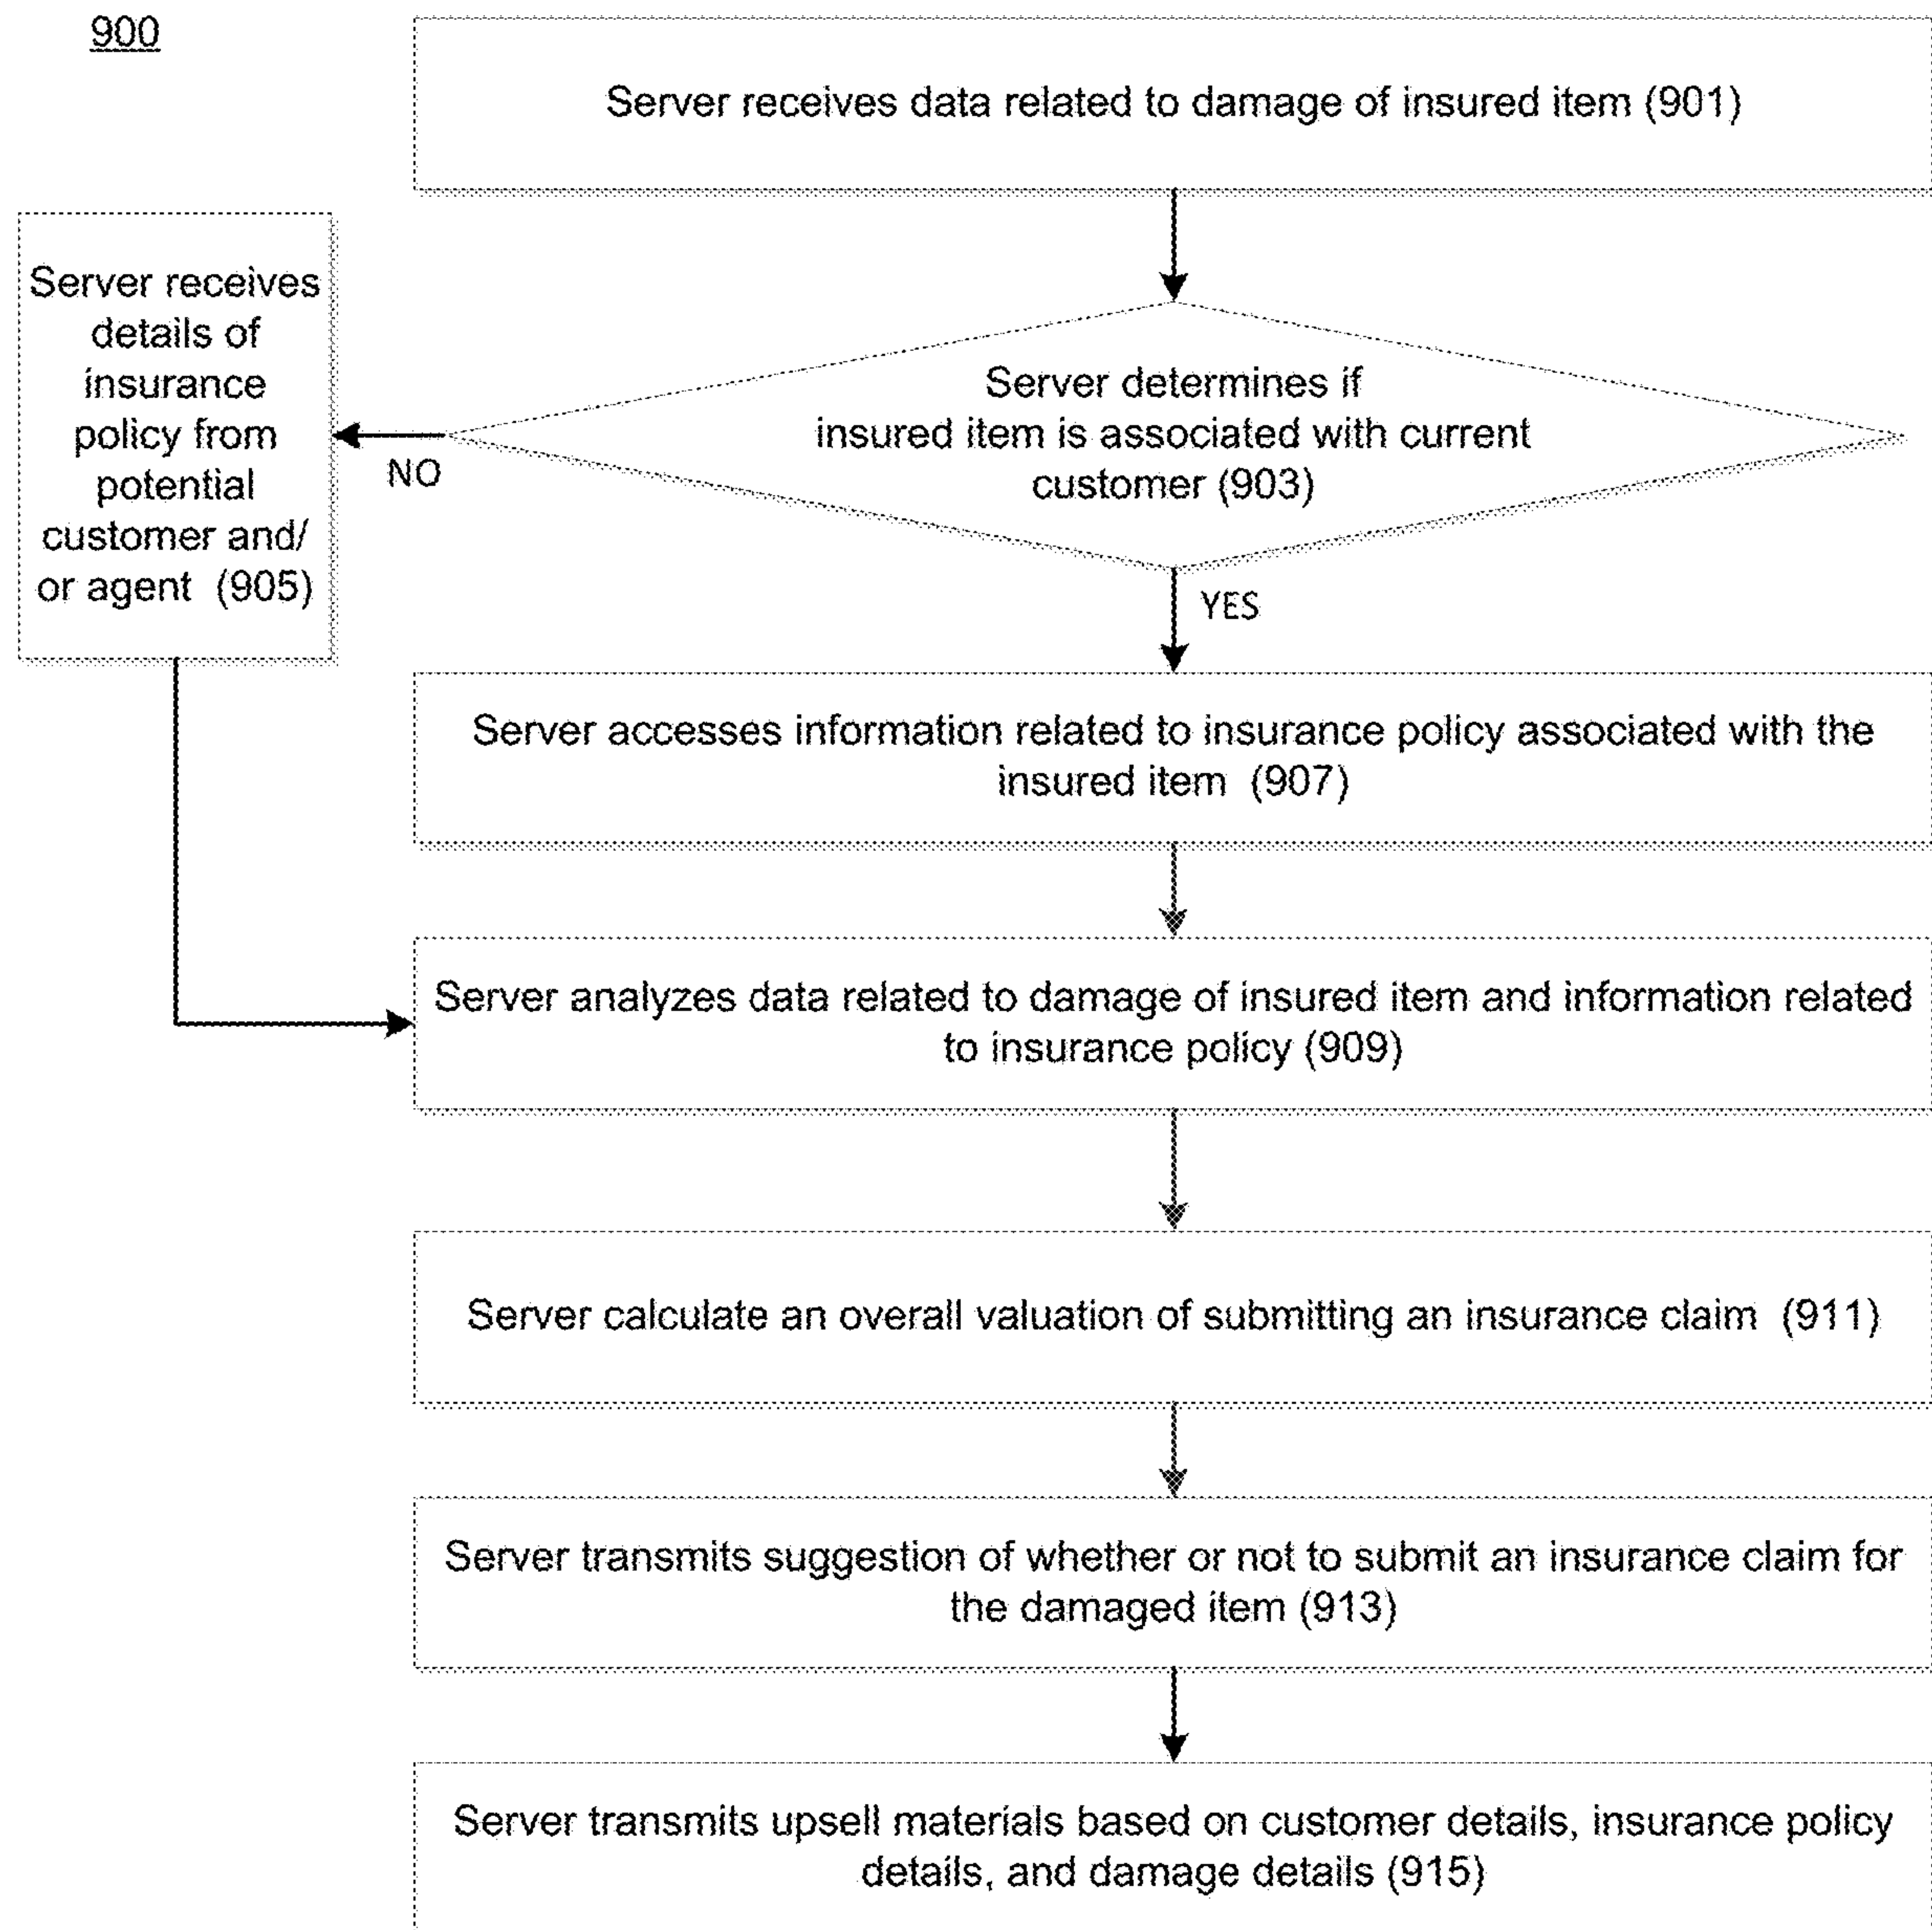 900
Server receives data related to damage of insured item (901)
Server determines if
insured item is associated with current
customer (903)
NO
Server receives
details of
insurance
policy from
potential
customer and/
or agent (905)
YES
Server accesses information related to insurance policy associated with the
insured item (907)
Server analyzes data related to damage of insured item and information related
to insurance policy (909)
Server calculate an overall valuation of submitting an insurance claim (911)
Server transmits suggestion of whether or not to submit an insurance claim for
the damaged item (913)
Server transmits upsell materials based on customer details, insurance policy
details, and damage details (915)